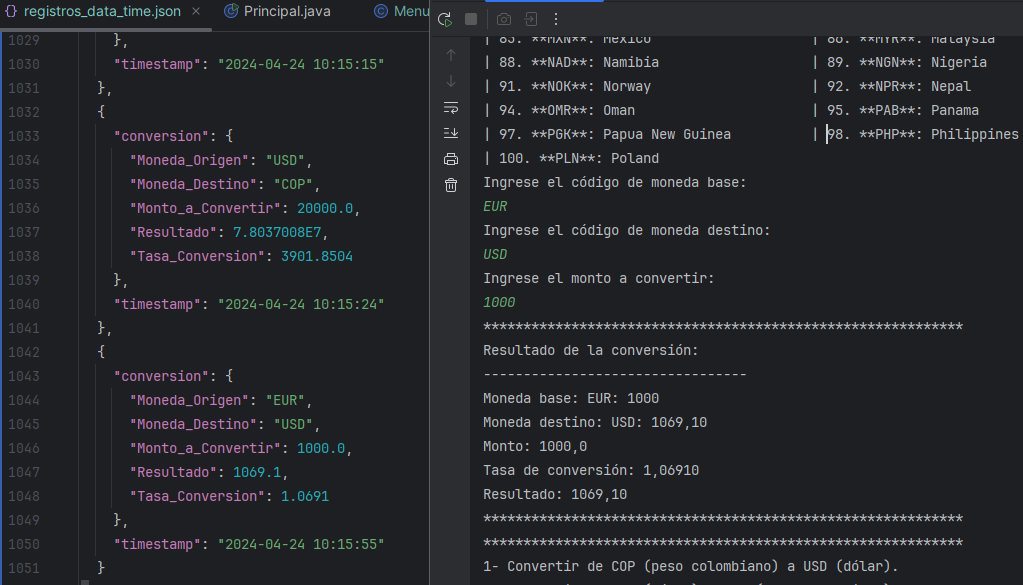 registros_data_time.json
Principal.java
Menu
1029 },
1030 "timestamp": "2024-04-24 10:15:15"
1031 },
1032 {
1033 "conversion": {
1034 "Moneda_Origen": "USD",
1035 "Moneda_Destino": "COP",
1036 "Monto_a_Convertir": 20000.0,
1037 "Resultado": 7.8037008E7,
1038 "Tasa_Conversion": 3901.8504
1039 },
1040 "timestamp": "2024-04-24 10:15:24"
1041 },
1042 {
1043 "conversion": {
1044 "Moneda_Origen": "EUR",
1045 "Moneda_Destino": "USD",
1046 "Monto_a_Convertir": 1000.0,
1047 "Resultado": 1069.1,
1048 "Tasa_Conversion": 1.0691
1049 },
1050 "timestamp": "2024-04-24 10:15:55"
1051 }
| 85. **MXN**: Mexico | 86. **MYR**: Malaysia
| 88. **NAD**: Namibia | 89. **NGN**: Nigeria
| 91. **NOK**: Norway | 92. **NPR**: Nepal
| 94. **OMR**: Oman | 95. **PAB**: Panama
| 97. **PGK**: Papua New Guinea | 98. **PHP**: Philippines
| 100. **PLN**: Poland
Ingrese el código de moneda base:
EUR
Ingrese el código de moneda destino:
USD
Ingrese el monto a convertir:
1000
************************************************************
Resultado de la conversión:
---------------------------------
Moneda base: EUR: 1000
Moneda destino: USD: 1069,10
Monto: 1000,0
Tasa de conversión: 1,06910
Resultado: 1069,10
************************************************************
************************************************************
1- Convertir de COP (peso colombiano) a USD (dólar).